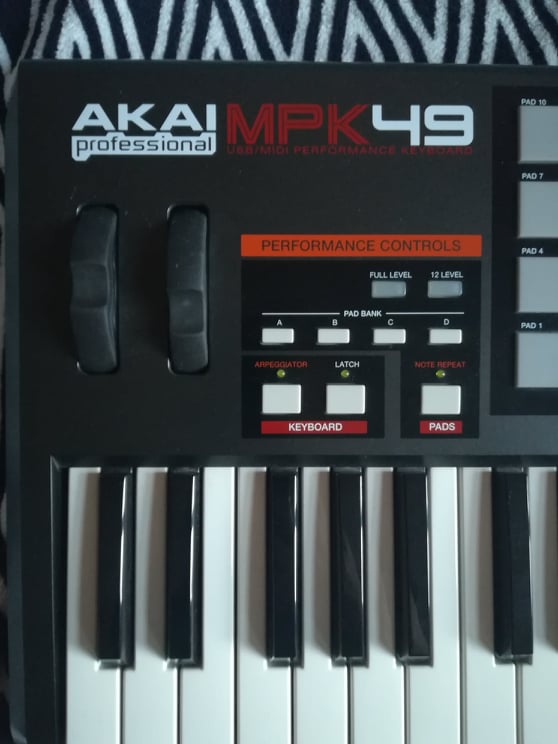 AKAI
professional
MPK49
USB/MIDI PERFORMANCE KEYBOARD
PAD 10
PAD 7
PAD 4
PAD 1
PERFORMANCE CONTROLS
FULL LEVEL
12 LEVEL
PAD BANK
A B C D
ARPEGGIATOR LATCH
NOTE REPEAT
KEYBOARD
PADS